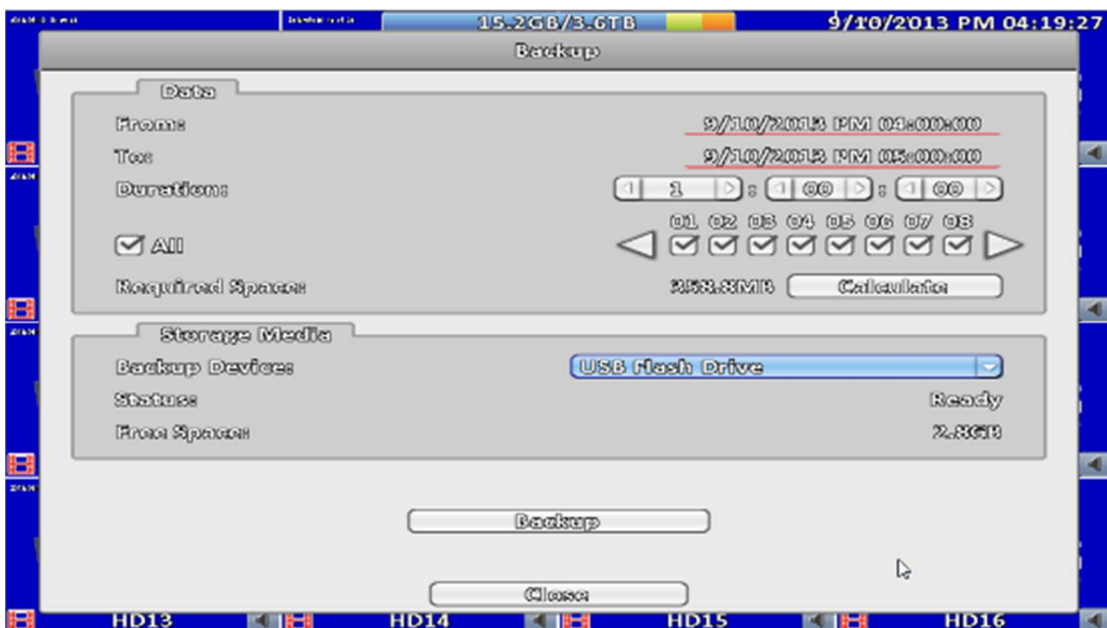 15.2GB/3.6TB 9/10/2013 PM 04:19:27
Backup
Data
From: 9/10/2013 PM 04:00:00
To: 9/10/2013 PM 05:00:00
Duration: 1 : 00 : 00
01 02 03 04 05 06 07 08
All
Required Space: 358.8MB Calculate
Storage Media
Backup Device: USB Flash Drive
Status: Ready
Free Space: 2.8GB
Backup
Close
HD13 HD14 HD15 HD16